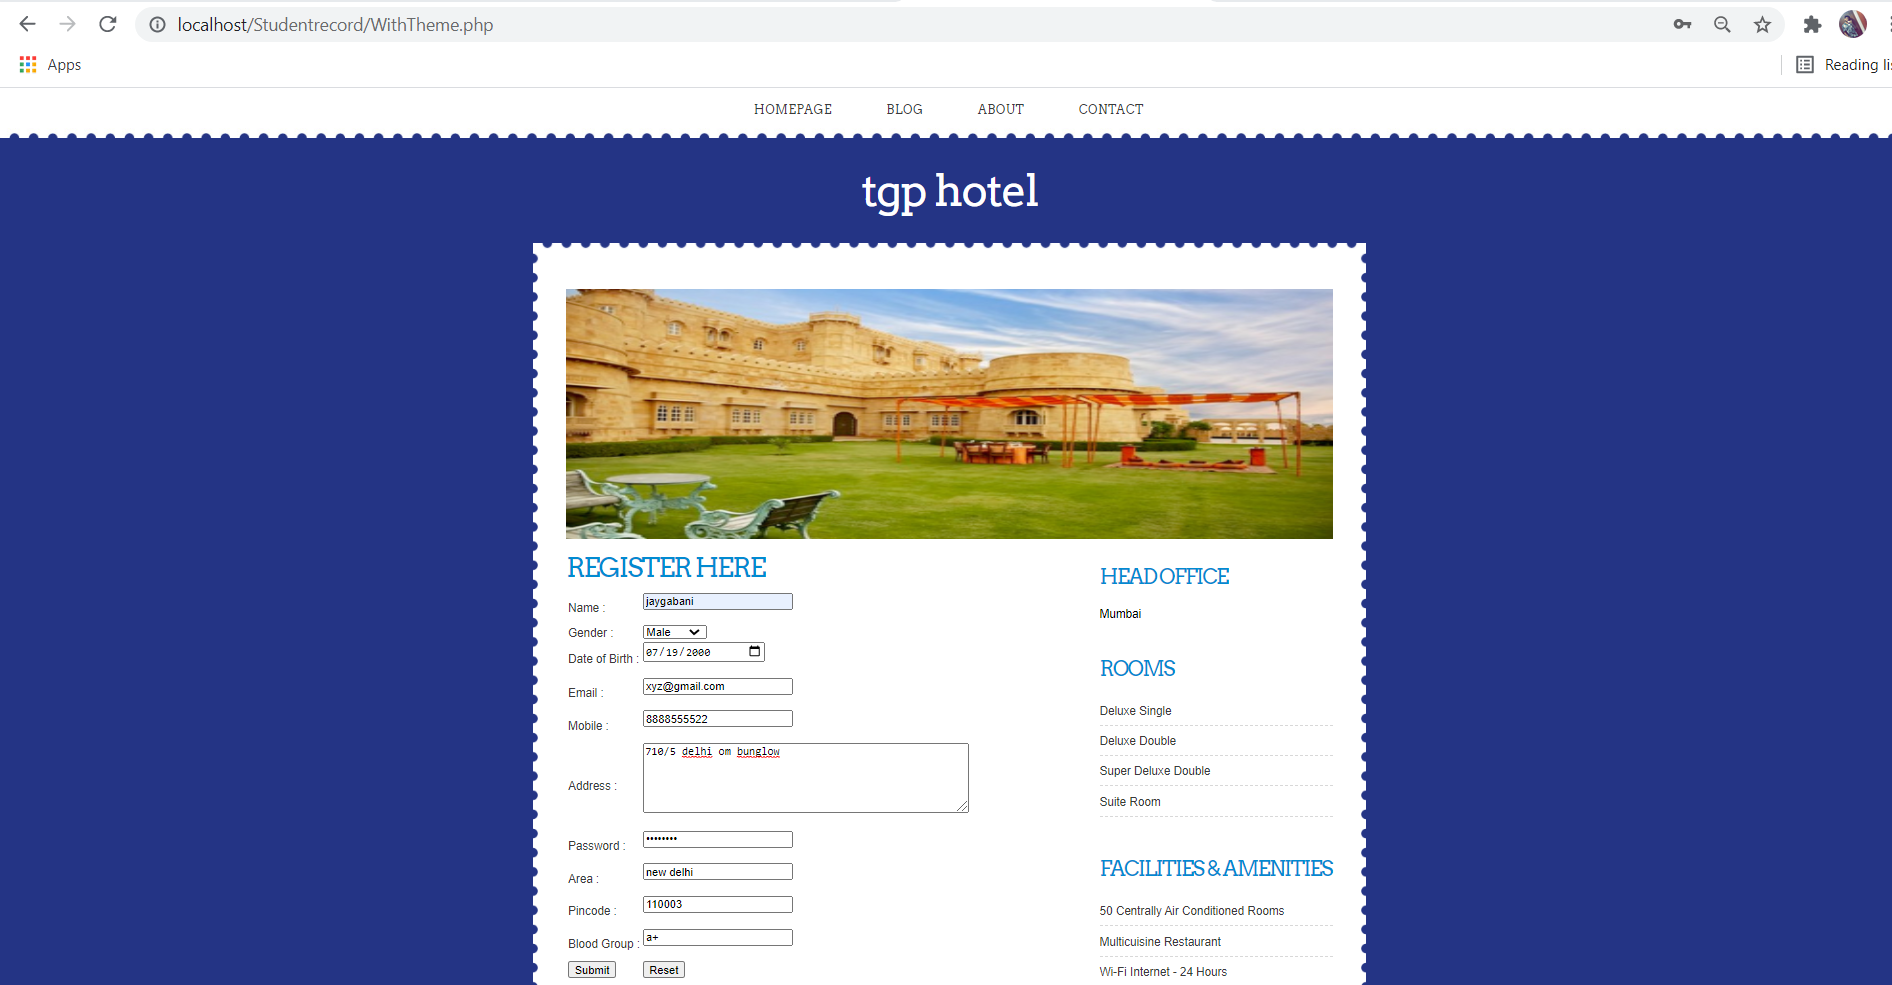 localhost/Studentrecord/WithTheme.php
Apps
Reading lis
HOMEPAGE BLOG ABOUT CONTACT
tgp hotel
REGISTER HERE
Name : jaygabani
Gender : Male
Date of Birth : 07/19/2000
Email : xyz@gmail.com
Mobile : 8888555522
Address : 710/5 delhi om bunglow
Password : ••••••••
Area : new delhi
Pincode : 110003
Blood Group : a+
Submit Reset
HEAD OFFICE
Mumbai
ROOMS
Deluxe Single
Deluxe Double
Super Deluxe Double
Suite Room
FACILITIES & AMENITIES
50 Centrally Air Conditioned Rooms
Multicuisine Restaurant
Wi-Fi Internet - 24 Hours